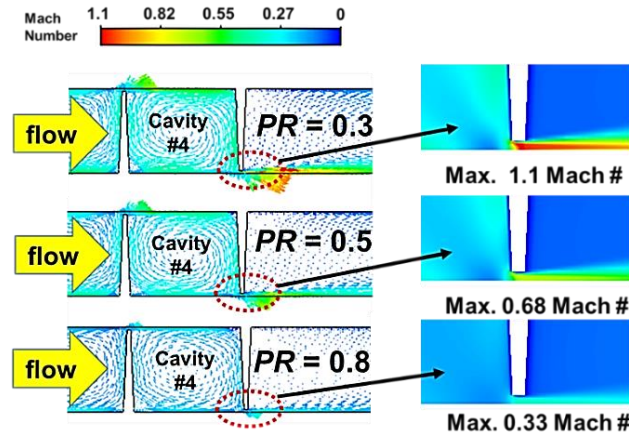 Mach Number
1.1 0.82 0.55 0.27 0
flow
Cavity #4
PR = 0.3
Max. 1.1 Mach #
flow
Cavity #4
PR = 0.5
Max. 0.68 Mach #
flow
Cavity #4
PR = 0.8
Max. 0.33 Mach #